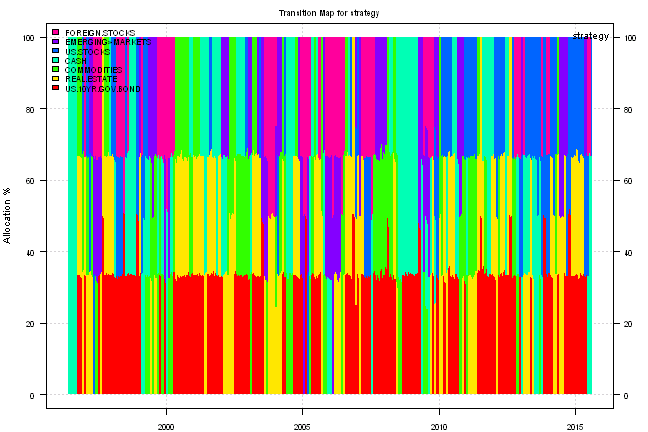 Transition Map for strategy
strategy
FOREIGN.STOCKS
EMERGING>MARKETS
US.STOCKS
CASH
COMMODITIES
REAL.ESTATE
US.10YR.GOV.BOND
Allocation %
100
80
60
40
20
0
100
80
60
40
20
0
2000 2005 2010 2015